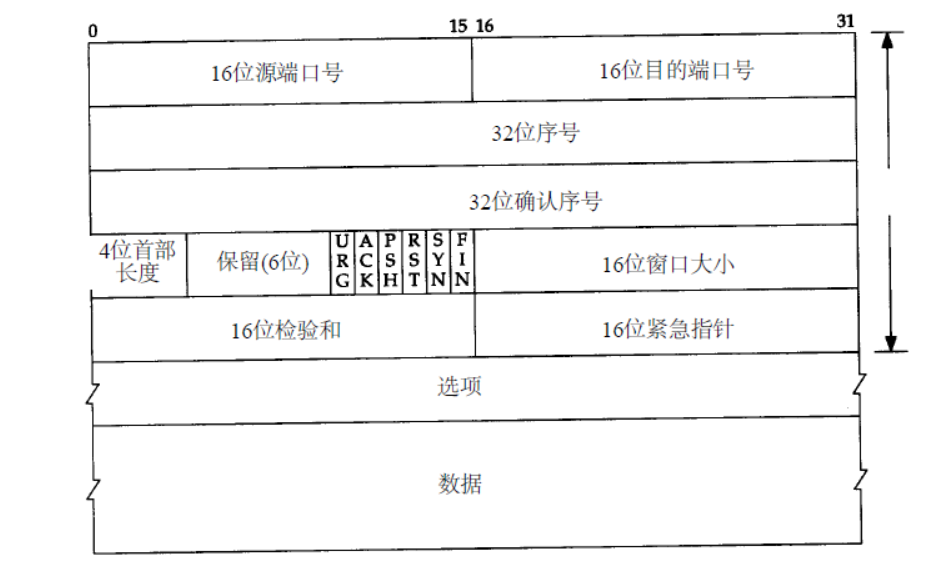 0 15 16 31
16位源端口号 16位目的端口号
32位序号
32位确认序号
4位首部
长度
保留(6位)
URG
ACK
PSH
RST
SYN
FIN
16位窗口大小
16位检验和 16位紧急指针
选项
数据